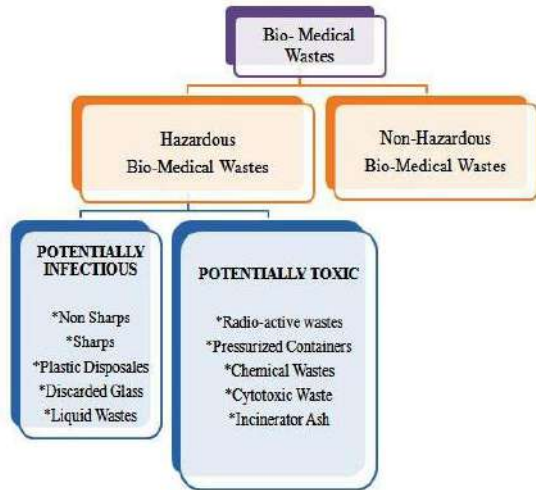 Bio- Medical
Wastes
Hazardous
Bio-Medical Wastes
Non-Hazardous
Bio-Medical Wastes
POTENTIALLY
INFECTIOUS
*Non Sharps
*Sharps
*Plastic Disposales
*Discarded Glass
*Liquid Wastes
POTENTIALLY TOXIC
*Radio-active wastes
*Pressurized Containers
*Chemical Wastes
*Cytotoxic Waste
*Incinerator Ash